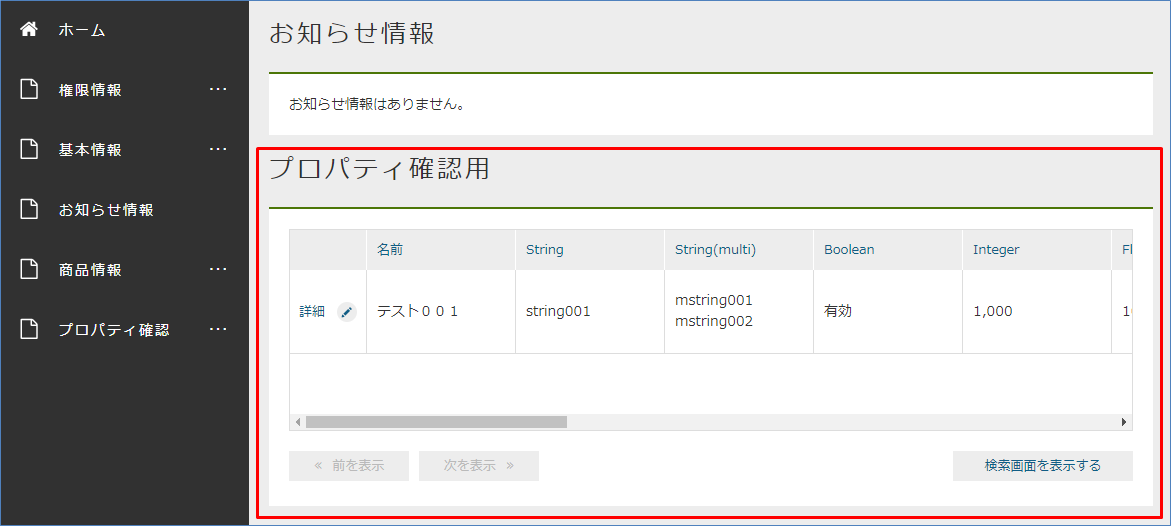 ホーム
権限情報 ...
基本情報 ...
お知らせ情報
商品情報 ...
プロパティ確認 ...
お知らせ情報
お知らせ情報はありません。
プロパティ確認用
名前 String String(multi) Boolean Integer
詳細 テスト００１ string001 mstring001 有効 1,000
mstring002
« 前を表示 次を表示 » 検索画面を表示する